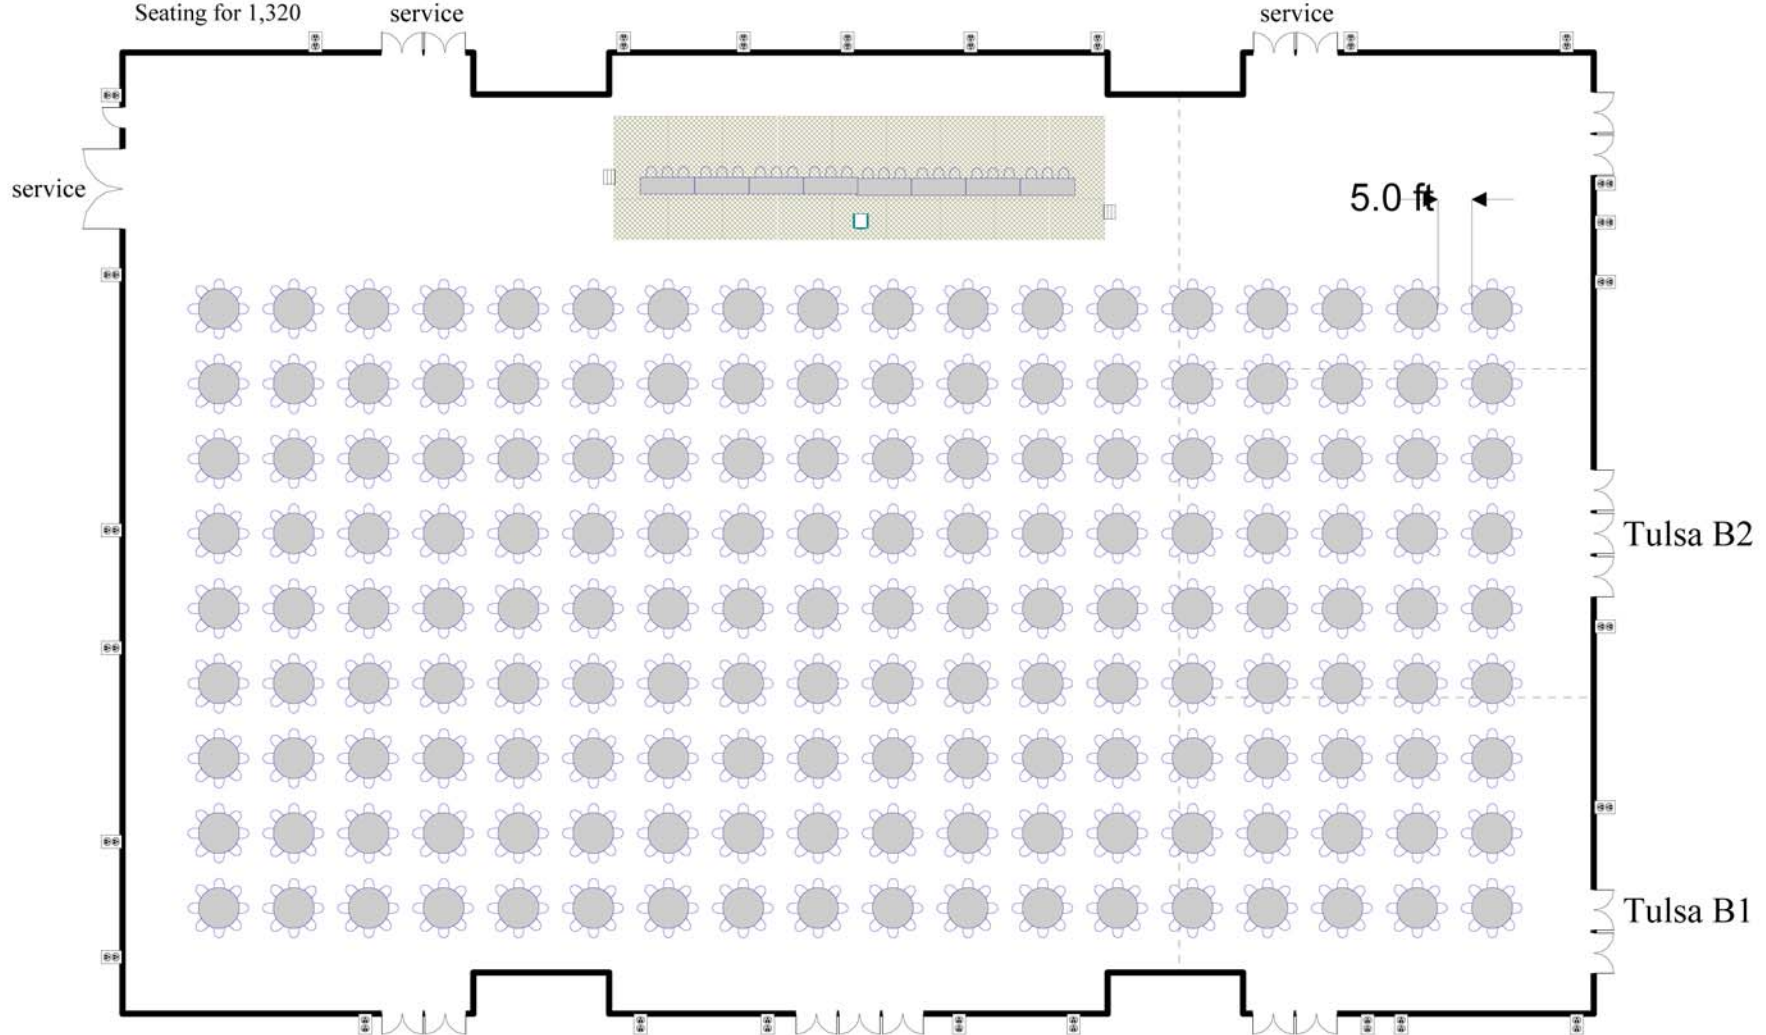 Seating for 1,320
service
service
service
5.0 ft
Tulsa B2
Tulsa B1